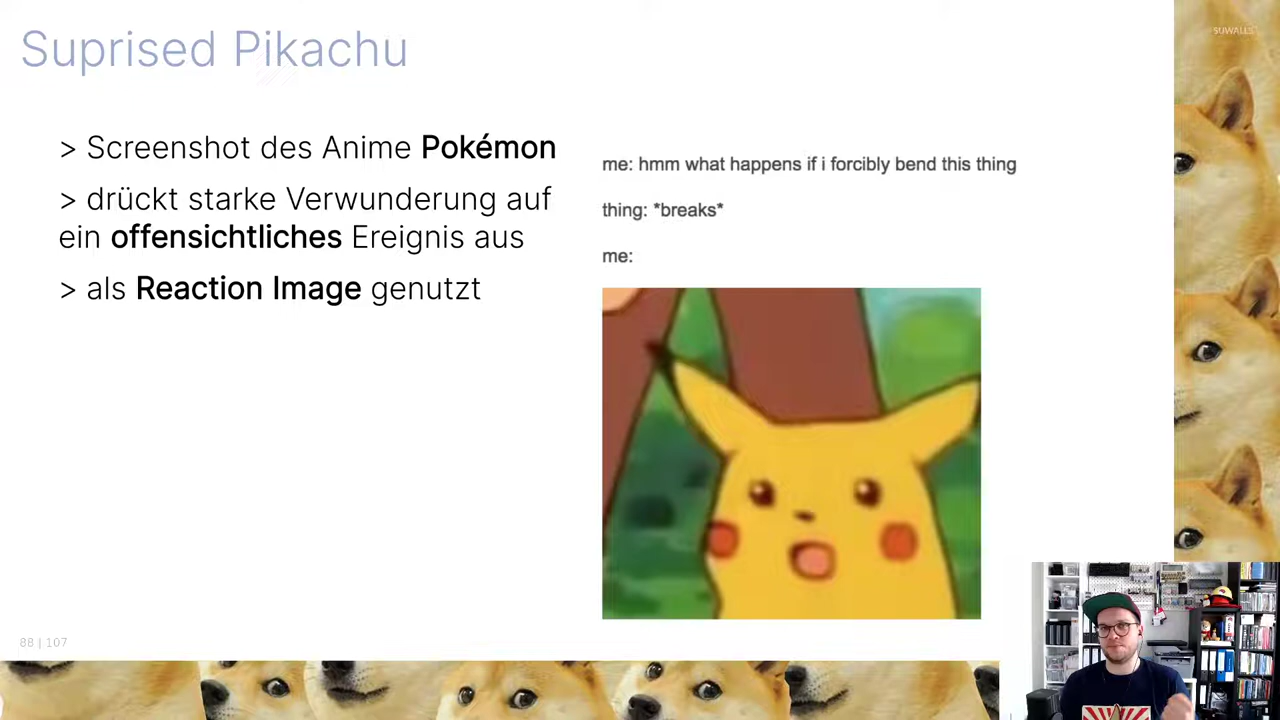 Suprised Pikachu
> Screenshot des Anime Pokémon
> drückt starke Verwunderung auf
ein offensichtliches Ereignis aus
> als Reaction Image genutzt
me: hmm what happens if i forcibly bend this thing
thing: *breaks*
me:
88 | 107
9UWALLS